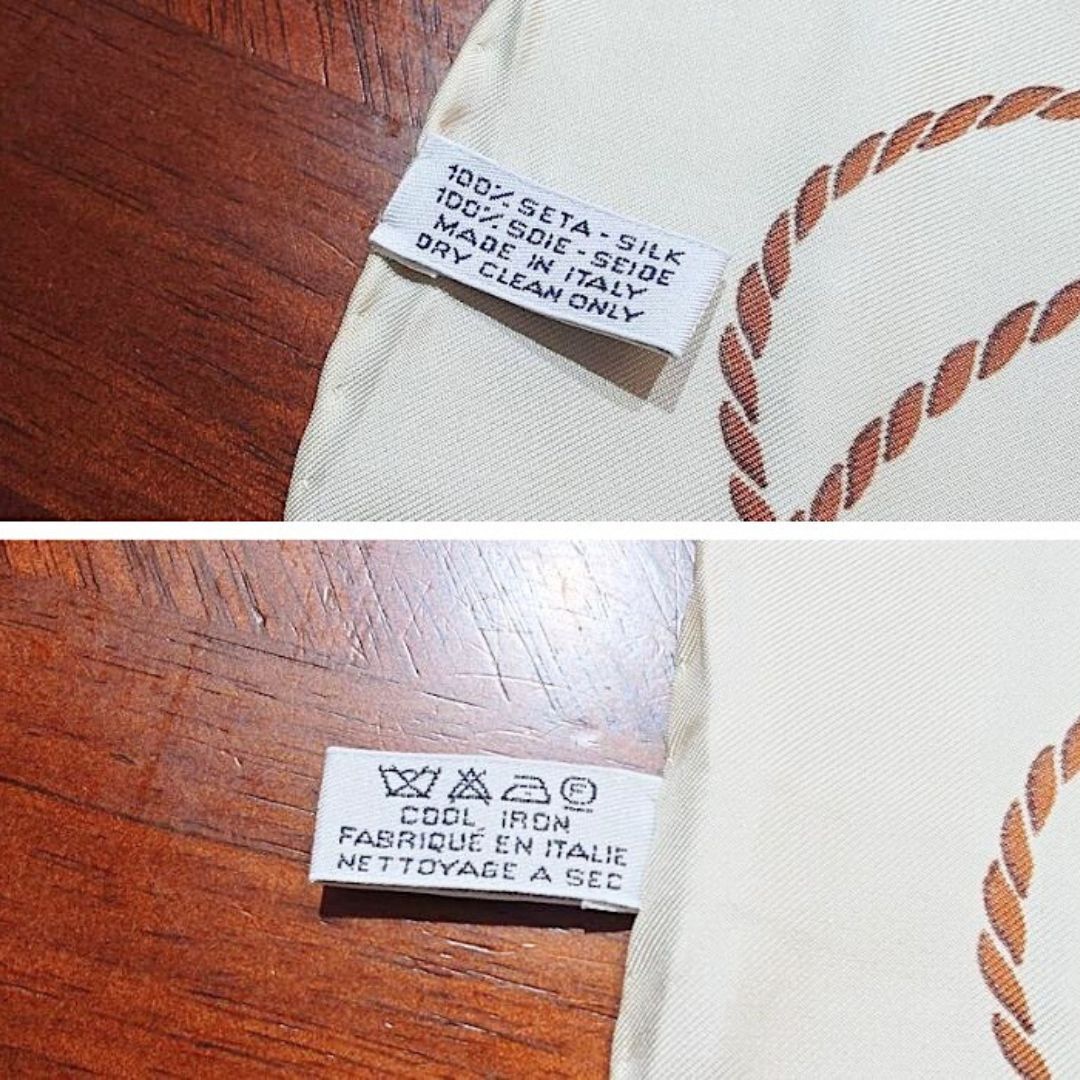 100% SETA - SILK
100% SOIE - SEIDE
MADE IN ITALY
DRY CLEAN ONLY
F
COOL IRON
FABRIQUÉ EN ITALIE
NETTOYAGE A SEC